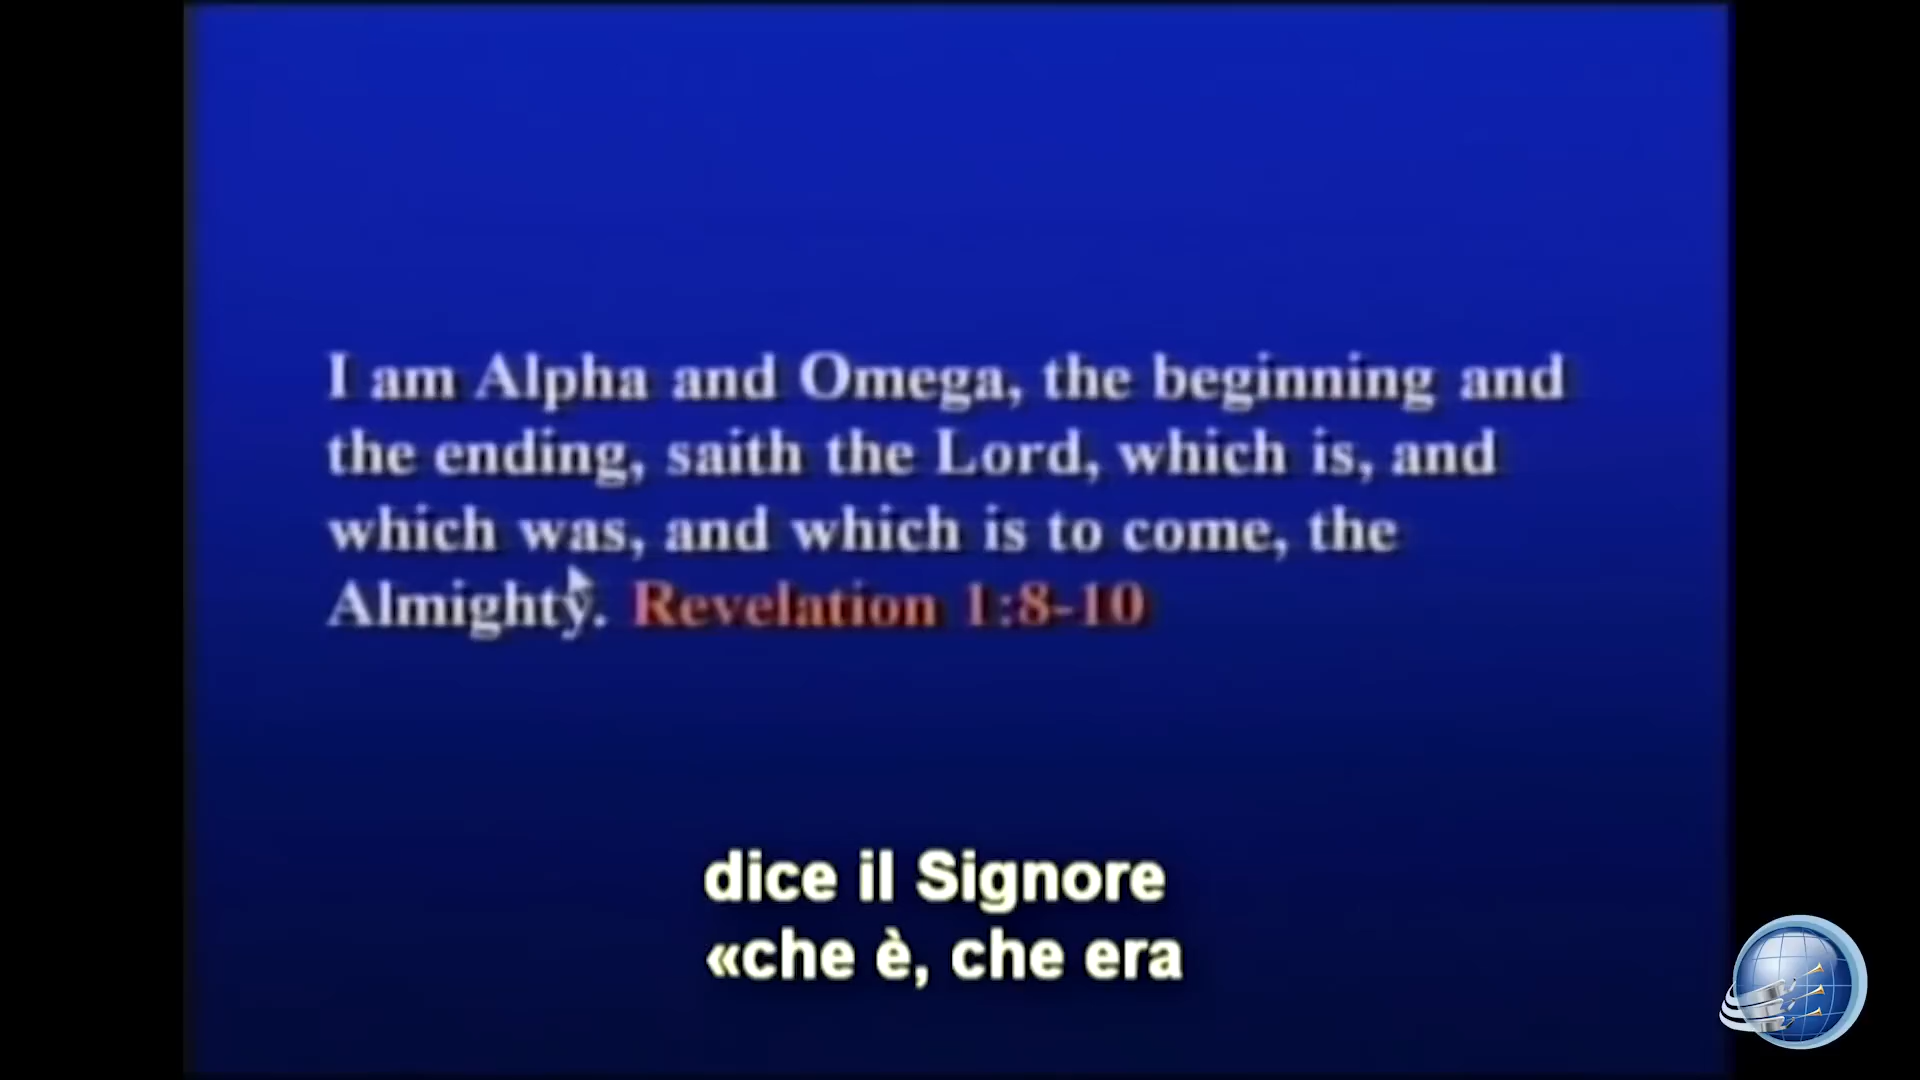 I am Alpha and Omega, the beginning and
the ending, saith the Lord, which is, and
which was, and which is to come, the
Almighty. Revelation 1:8-10
dice il Signore
«che è, che era